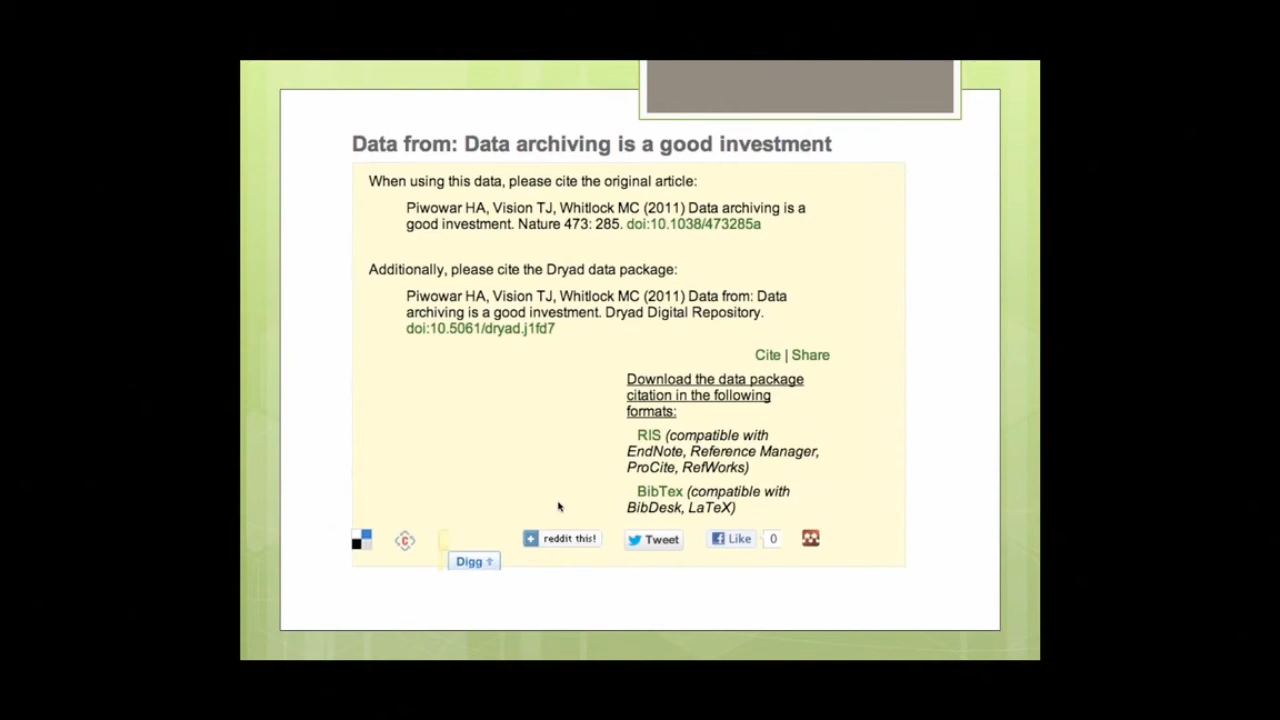 Data from: Data archiving is a good investment
When using this data, please cite the original article:
Piwowar HA, Vision TJ, Whitlock MC (2011) Data archiving is a
good investment. Nature 473: 285. doi:10.1038/473285a
Additionally, please cite the Dryad data package:
Piwowar HA, Vision TJ, Whitlock MC (2011) Data from: Data
archiving is a good investment. Dryad Digital Repository.
doi:10.5061/dryad.j1fd7
Cite | Share
Download the data package
citation in the following
formats:
RIS (compatible with
EndNote, Reference Manager,
ProCite, RefWorks)
BibTex (compatible with
BibDesk, LaTeX)
C
reddit this!
Tweet
f Like
0
Digg